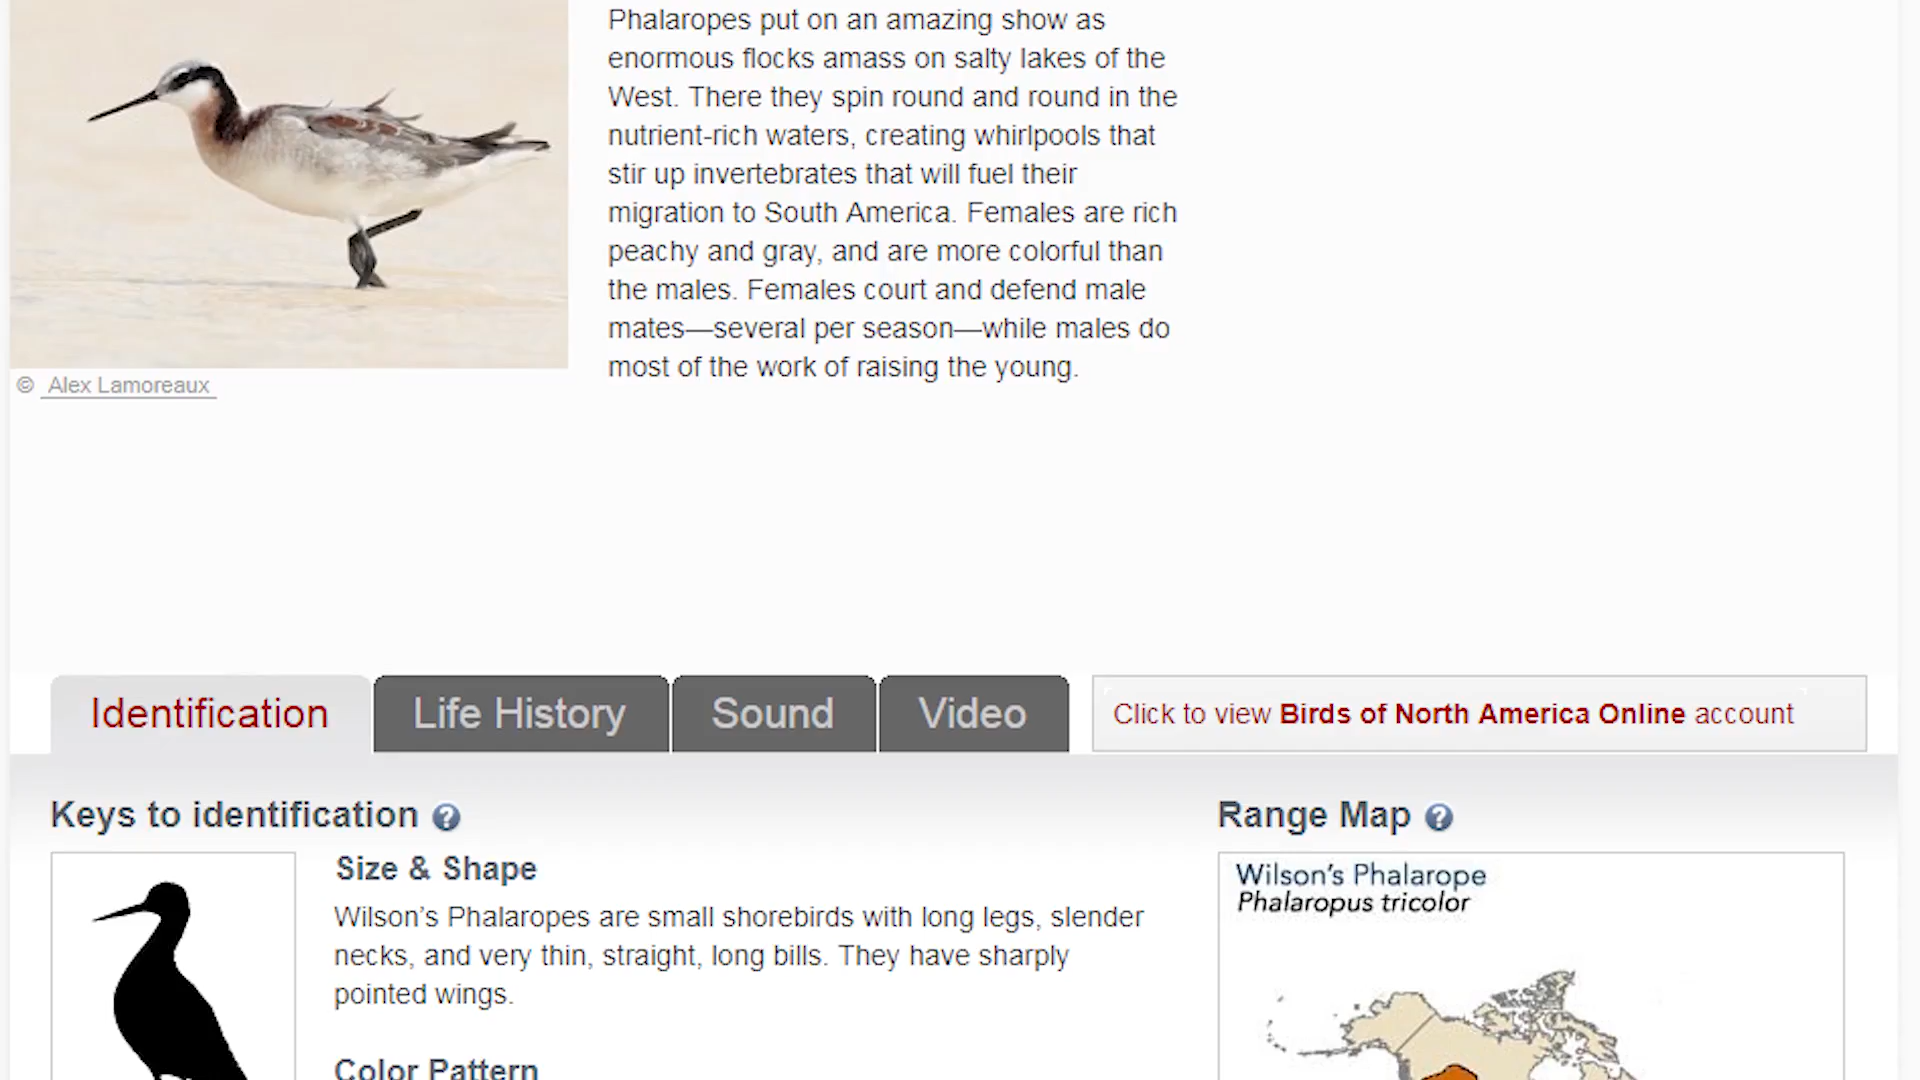 Phalaropes put on an amazing show as
enormous flocks amass on salty lakes of the
West. There they spin round and round in the
nutrient-rich waters, creating whirlpools that
stir up invertebrates that will fuel their
migration to South America. Females are rich
peachy and gray, and are more colorful than
the males. Females court and defend male
mates—several per season—while males do
most of the work of raising the young.
© Alex Lamoreaux
Identification
Life History
Sound
Video
Click to view Birds of North America Online account
Keys to identification ?
Size & Shape
Wilson’s Phalaropes are small shorebirds with long legs, slender
necks, and very thin, straight, long bills. They have sharply
pointed wings.
Color Pattern
Range Map ?
Wilson’s Phalarope
Phalaropus tricolor